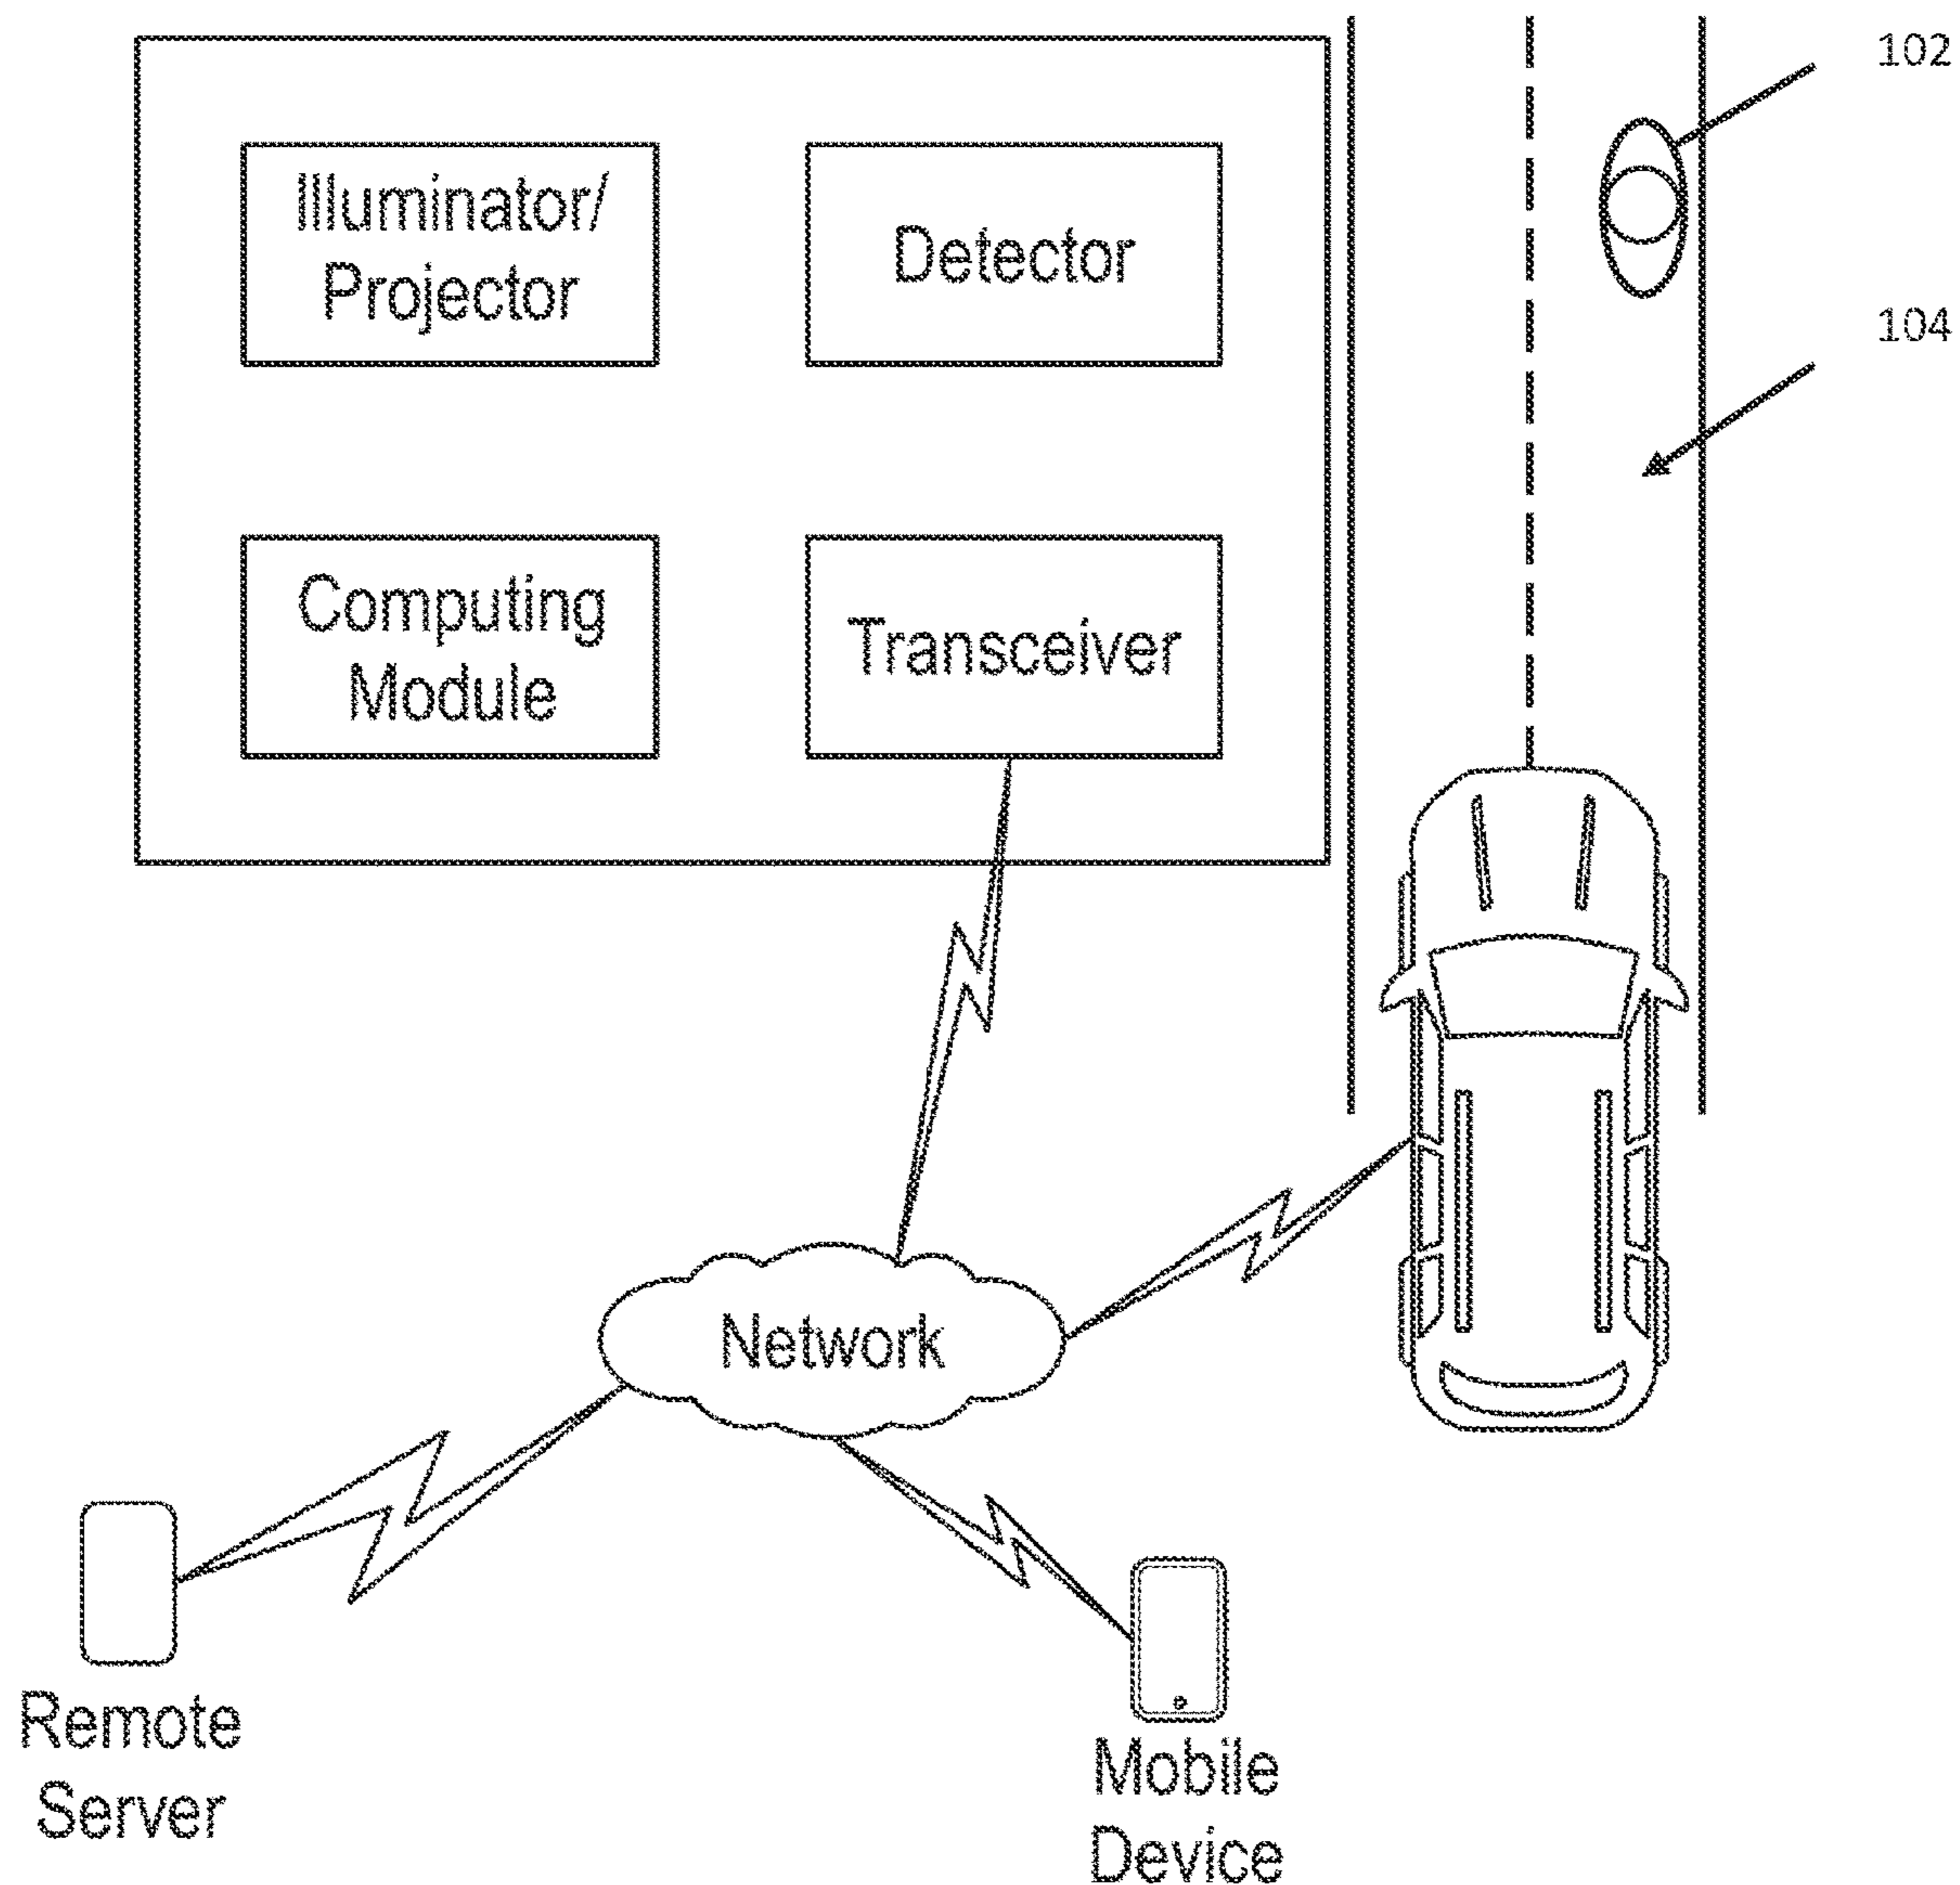 102
Illuminator/
Projector
Detector
104
Computing
Module
Transceiver
Network
Remote
Server
Mobile
Device